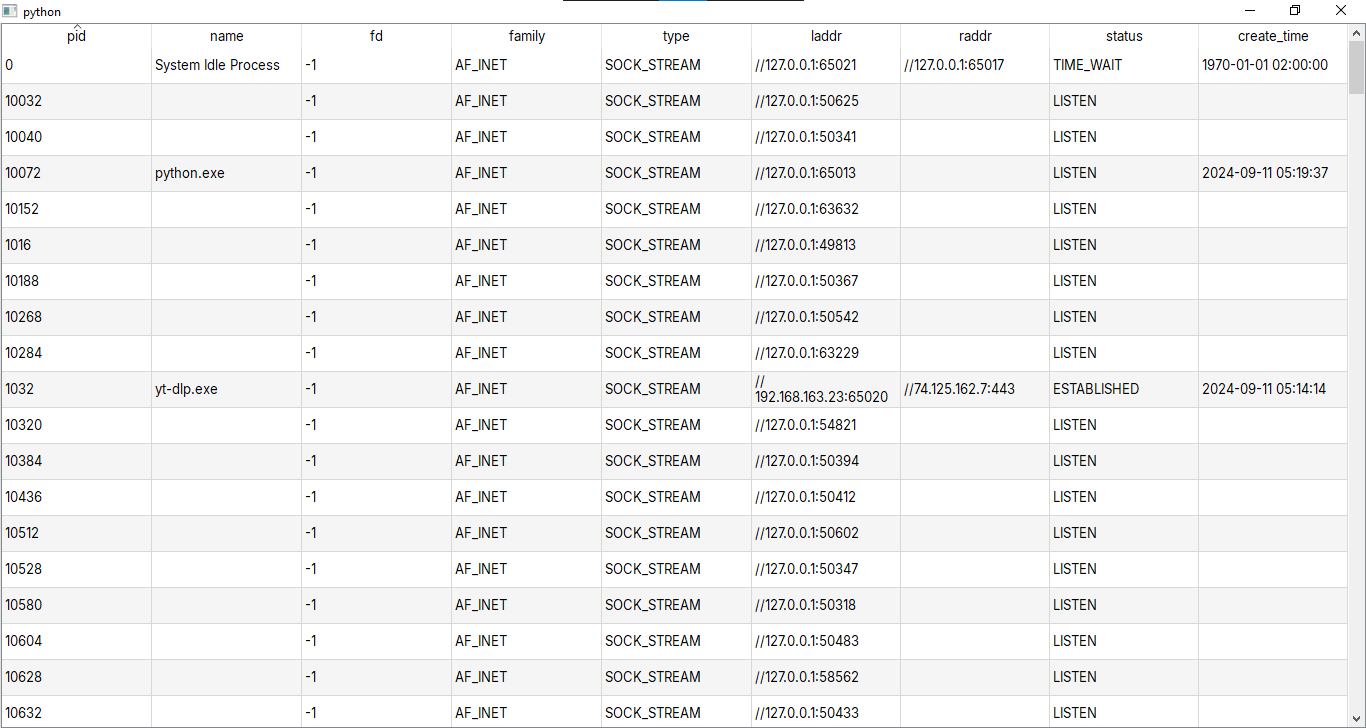 python
pid name fd family type laddr raddr status create_time
0 System Idle Process -1 AF_INET SOCK_STREAM //127.0.0.1:65021 //127.0.0.1:65017 TIME_WAIT 1970-01-01 02:00:00
10032 -1 AF_INET SOCK_STREAM //127.0.0.1:50625 LISTEN
10040 -1 AF_INET SOCK_STREAM //127.0.0.1:50341 LISTEN
10072 python.exe -1 AF_INET SOCK_STREAM //127.0.0.1:65013 LISTEN 2024-09-11 05:19:37
10152 -1 AF_INET SOCK_STREAM //127.0.0.1:63632 LISTEN
1016 -1 AF_INET SOCK_STREAM //127.0.0.1:49813 LISTEN
10188 -1 AF_INET SOCK_STREAM //127.0.0.1:50367 LISTEN
10268 -1 AF_INET SOCK_STREAM //127.0.0.1:50542 LISTEN
10284 -1 AF_INET SOCK_STREAM //127.0.0.1:63229 LISTEN
1032 yt-dlp.exe -1 AF_INET SOCK_STREAM //
192.168.163.23:65020 //74.125.162.7:443 ESTABLISHED 2024-09-11 05:14:14
10320 -1 AF_INET SOCK_STREAM //127.0.0.1:54821 LISTEN
10384 -1 AF_INET SOCK_STREAM //127.0.0.1:50394 LISTEN
10436 -1 AF_INET SOCK_STREAM //127.0.0.1:50412 LISTEN
10512 -1 AF_INET SOCK_STREAM //127.0.0.1:50602 LISTEN
10528 -1 AF_INET SOCK_STREAM //127.0.0.1:50347 LISTEN
10580 -1 AF_INET SOCK_STREAM //127.0.0.1:50318 LISTEN
10604 -1 AF_INET SOCK_STREAM //127.0.0.1:50483 LISTEN
10628 -1 AF_INET SOCK_STREAM //127.0.0.1:58562 LISTEN
10632 -1 AF_INET SOCK_STREAM //127.0.0.1:50433 LISTEN